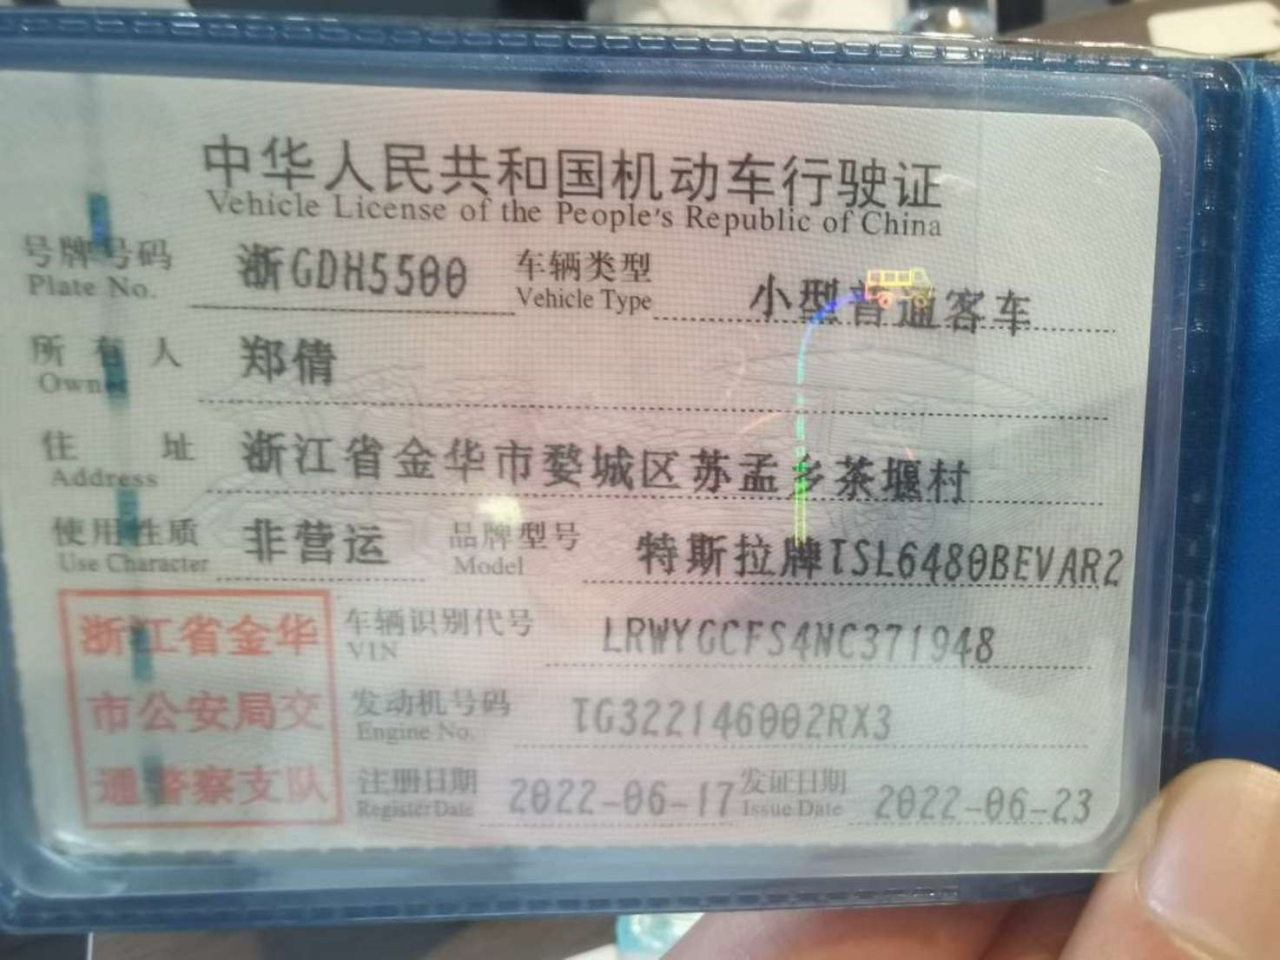 中华人民共和国机动车行驶证
Vehicle License of the People's Republic of China
号牌号码 浙GDH5500 车辆类型 小型普通客车
Plate No. Vehicle Type
所有人 郑倩
Owner
住址 浙江省金华市婺城区苏孟乡茶堰村
Address
使用性质 非营运 品牌型号 特斯拉牌TSL6480BEVAR2
Use Character Model
浙江省金华
市公安局交
通警察支队
车辆识别代号 LRWYGCFS4NC371948
VIN
发动机号码 TG322146002RX3
Engine No.
注册日期 2022-06-17 发证日期 2022-06-23
Register Date Issue Date